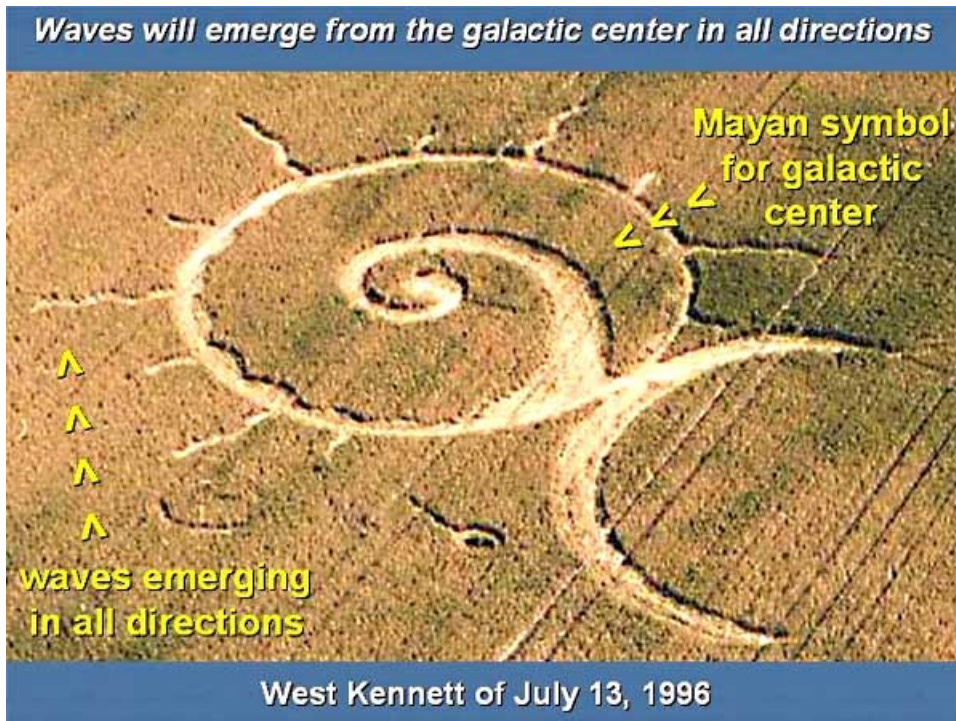 Waves will emerge from the galactic center in all directions
Mayan symbol
for galactic
center
waves emerging
in all directions
West Kennett of July 13, 1996